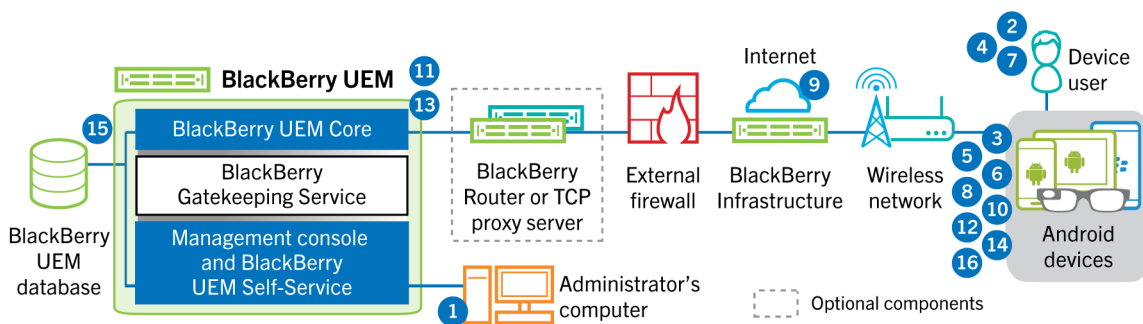 BlackBerry UEM
11
13
15
BlackBerry UEM Core
BlackBerry
Gatekeeping Service
Management console
and BlackBerry
UEM Self-Service
BlackBerry
UEM
database
BlackBerry
Router or TCP
proxy server
External
firewall
Internet
9
BlackBerry
Infrastructure
Wireless
network
2
4
7
Device
user
3
5
6
8
10
12
14
16
Android
devices
1
Administrator’s
computer
Optional components